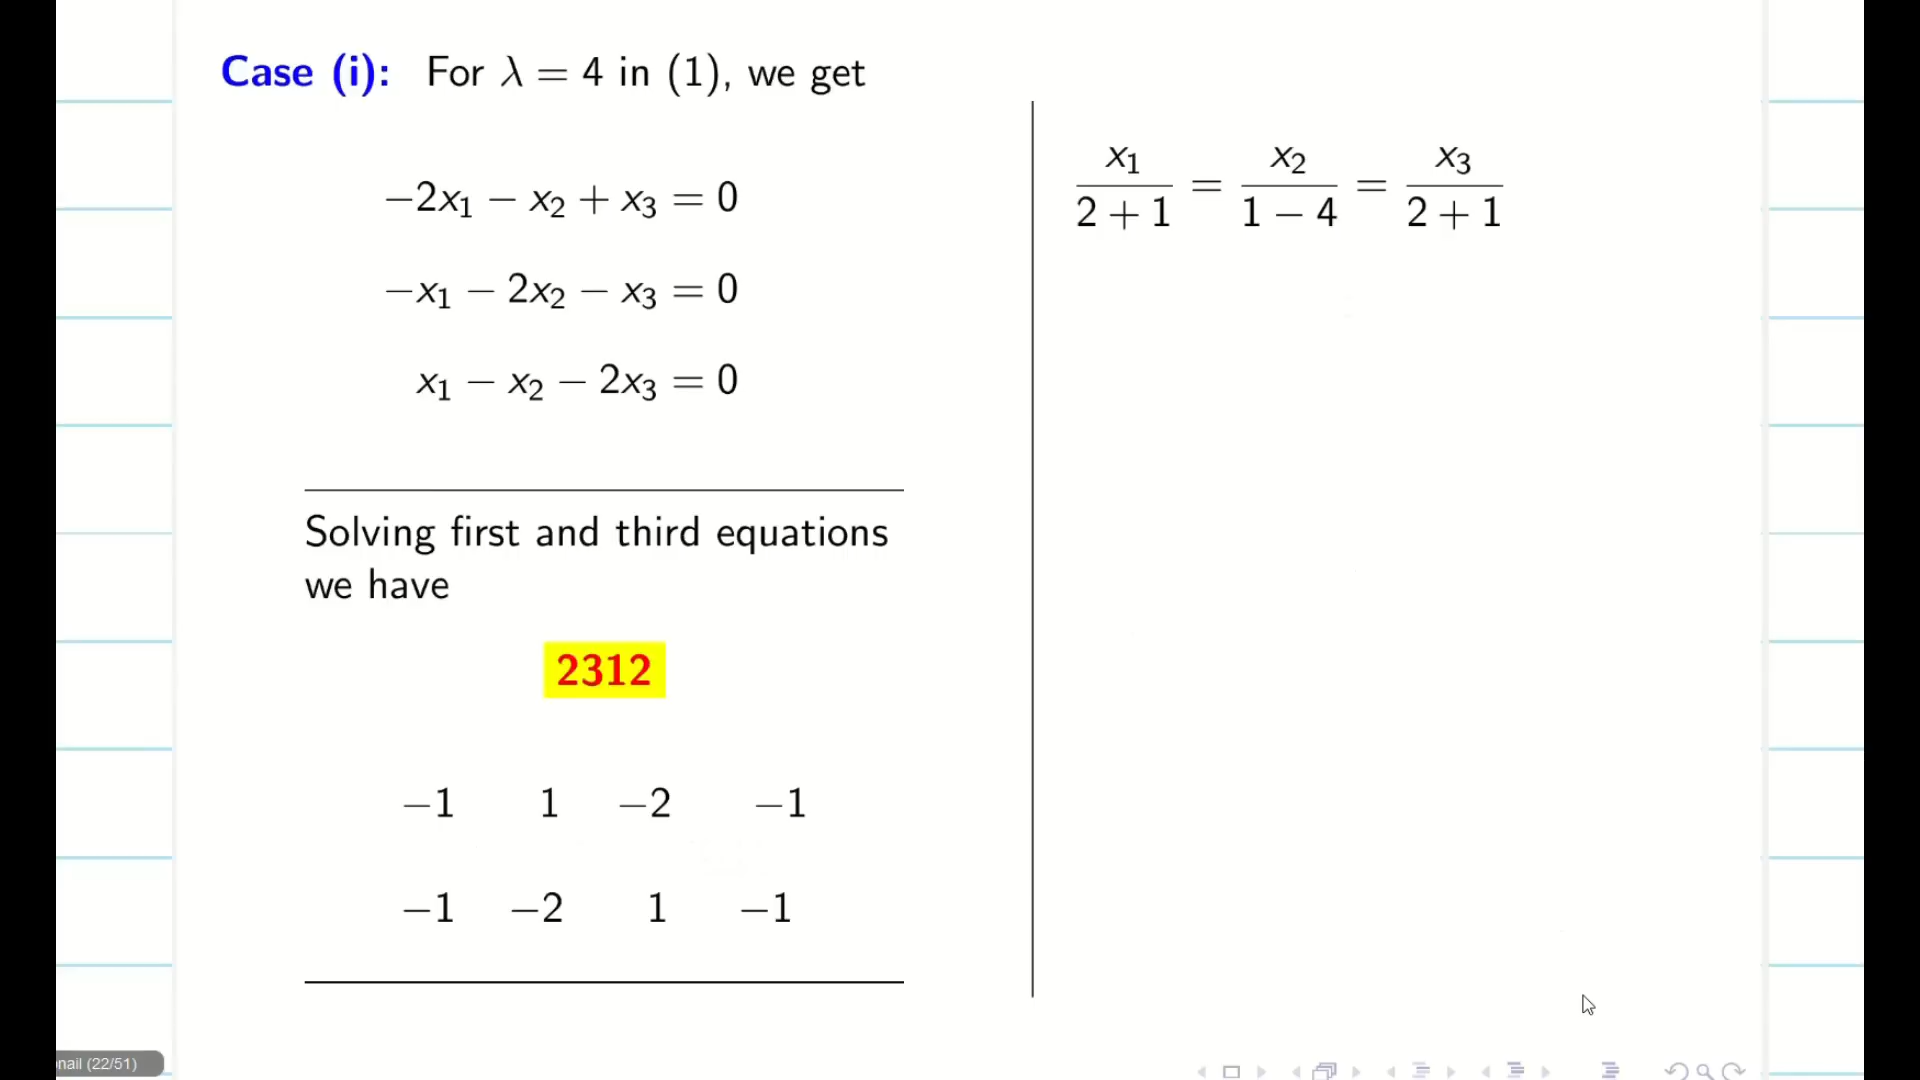 Case (i): For λ = 4 in (1), we get
−2x₁ − x₂ + x₃ = 0
−x₁ − 2x₂ − x₃ = 0
x₁ − x₂ − 2x₃ = 0
Solving first and third equations
we have
2312
−1 1 −2 −1
−1 −2 1 −1
x₁/(2 + 1) = x₂/(1 − 4) = x₃/(2 + 1)
nail (22/51)